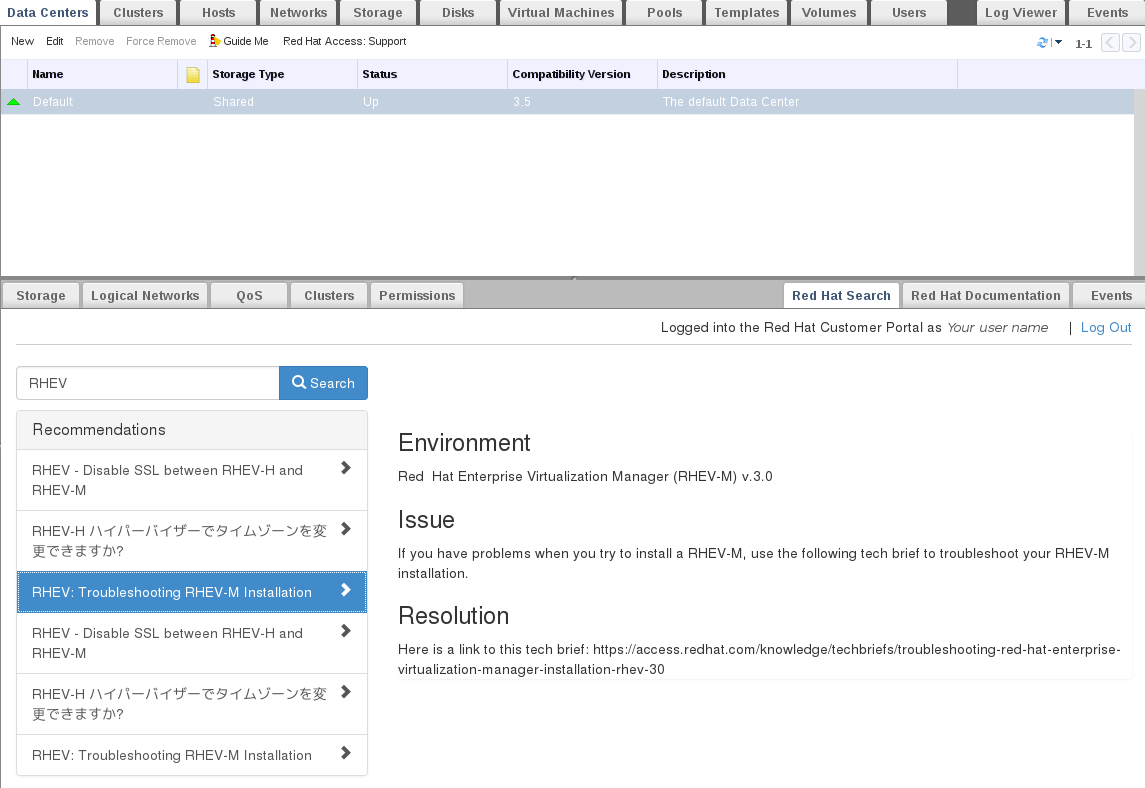 Data Centers Clusters Hosts Networks Storage Disks Virtual Machines Pools Templates Volumes Users Log Viewer Events
New Edit Remove Force Remove Guide Me Red Hat Access: Support 1-1
Name Storage Type Status Compatibility Version Description
Default Shared Up 3.5 The default Data Center
Storage Logical Networks QoS Clusters Permissions Red Hat Search Red Hat Documentation Events
Logged into the Red Hat Customer Portal as Your user name | Log Out
RHEV Search
Recommendations
RHEV - Disable SSL between RHEV-H and
RHEV-M
RHEV-H ハイパーバイザーでタイムゾーンを変
更できますか?
RHEV: Troubleshooting RHEV-M Installation
RHEV - Disable SSL between RHEV-H and
RHEV-M
RHEV-H ハイパーバイザーでタイムゾーンを変
更できますか?
RHEV: Troubleshooting RHEV-M Installation
Environment
Red Hat Enterprise Virtualization Manager (RHEV-M) v.3.0
Issue
If you have problems when you try to install a RHEV-M, use the following tech brief to troubleshoot your RHEV-M
installation.
Resolution
Here is a link to this tech brief: https://access.redhat.com/knowledge/techbriefs/troubleshooting-red-hat-enterprise-
virtualization-manager-installation-rhev-30